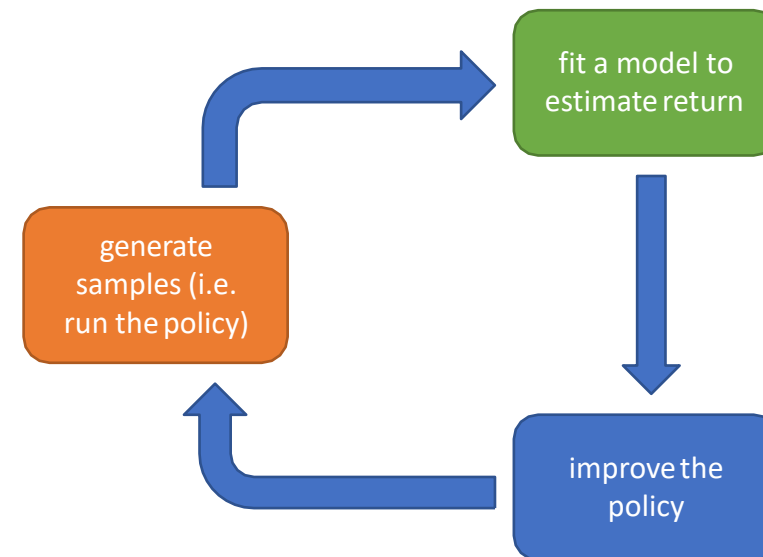 fit a model to
estimate return
generate
samples (i.e.
run the policy)
improve the
policy